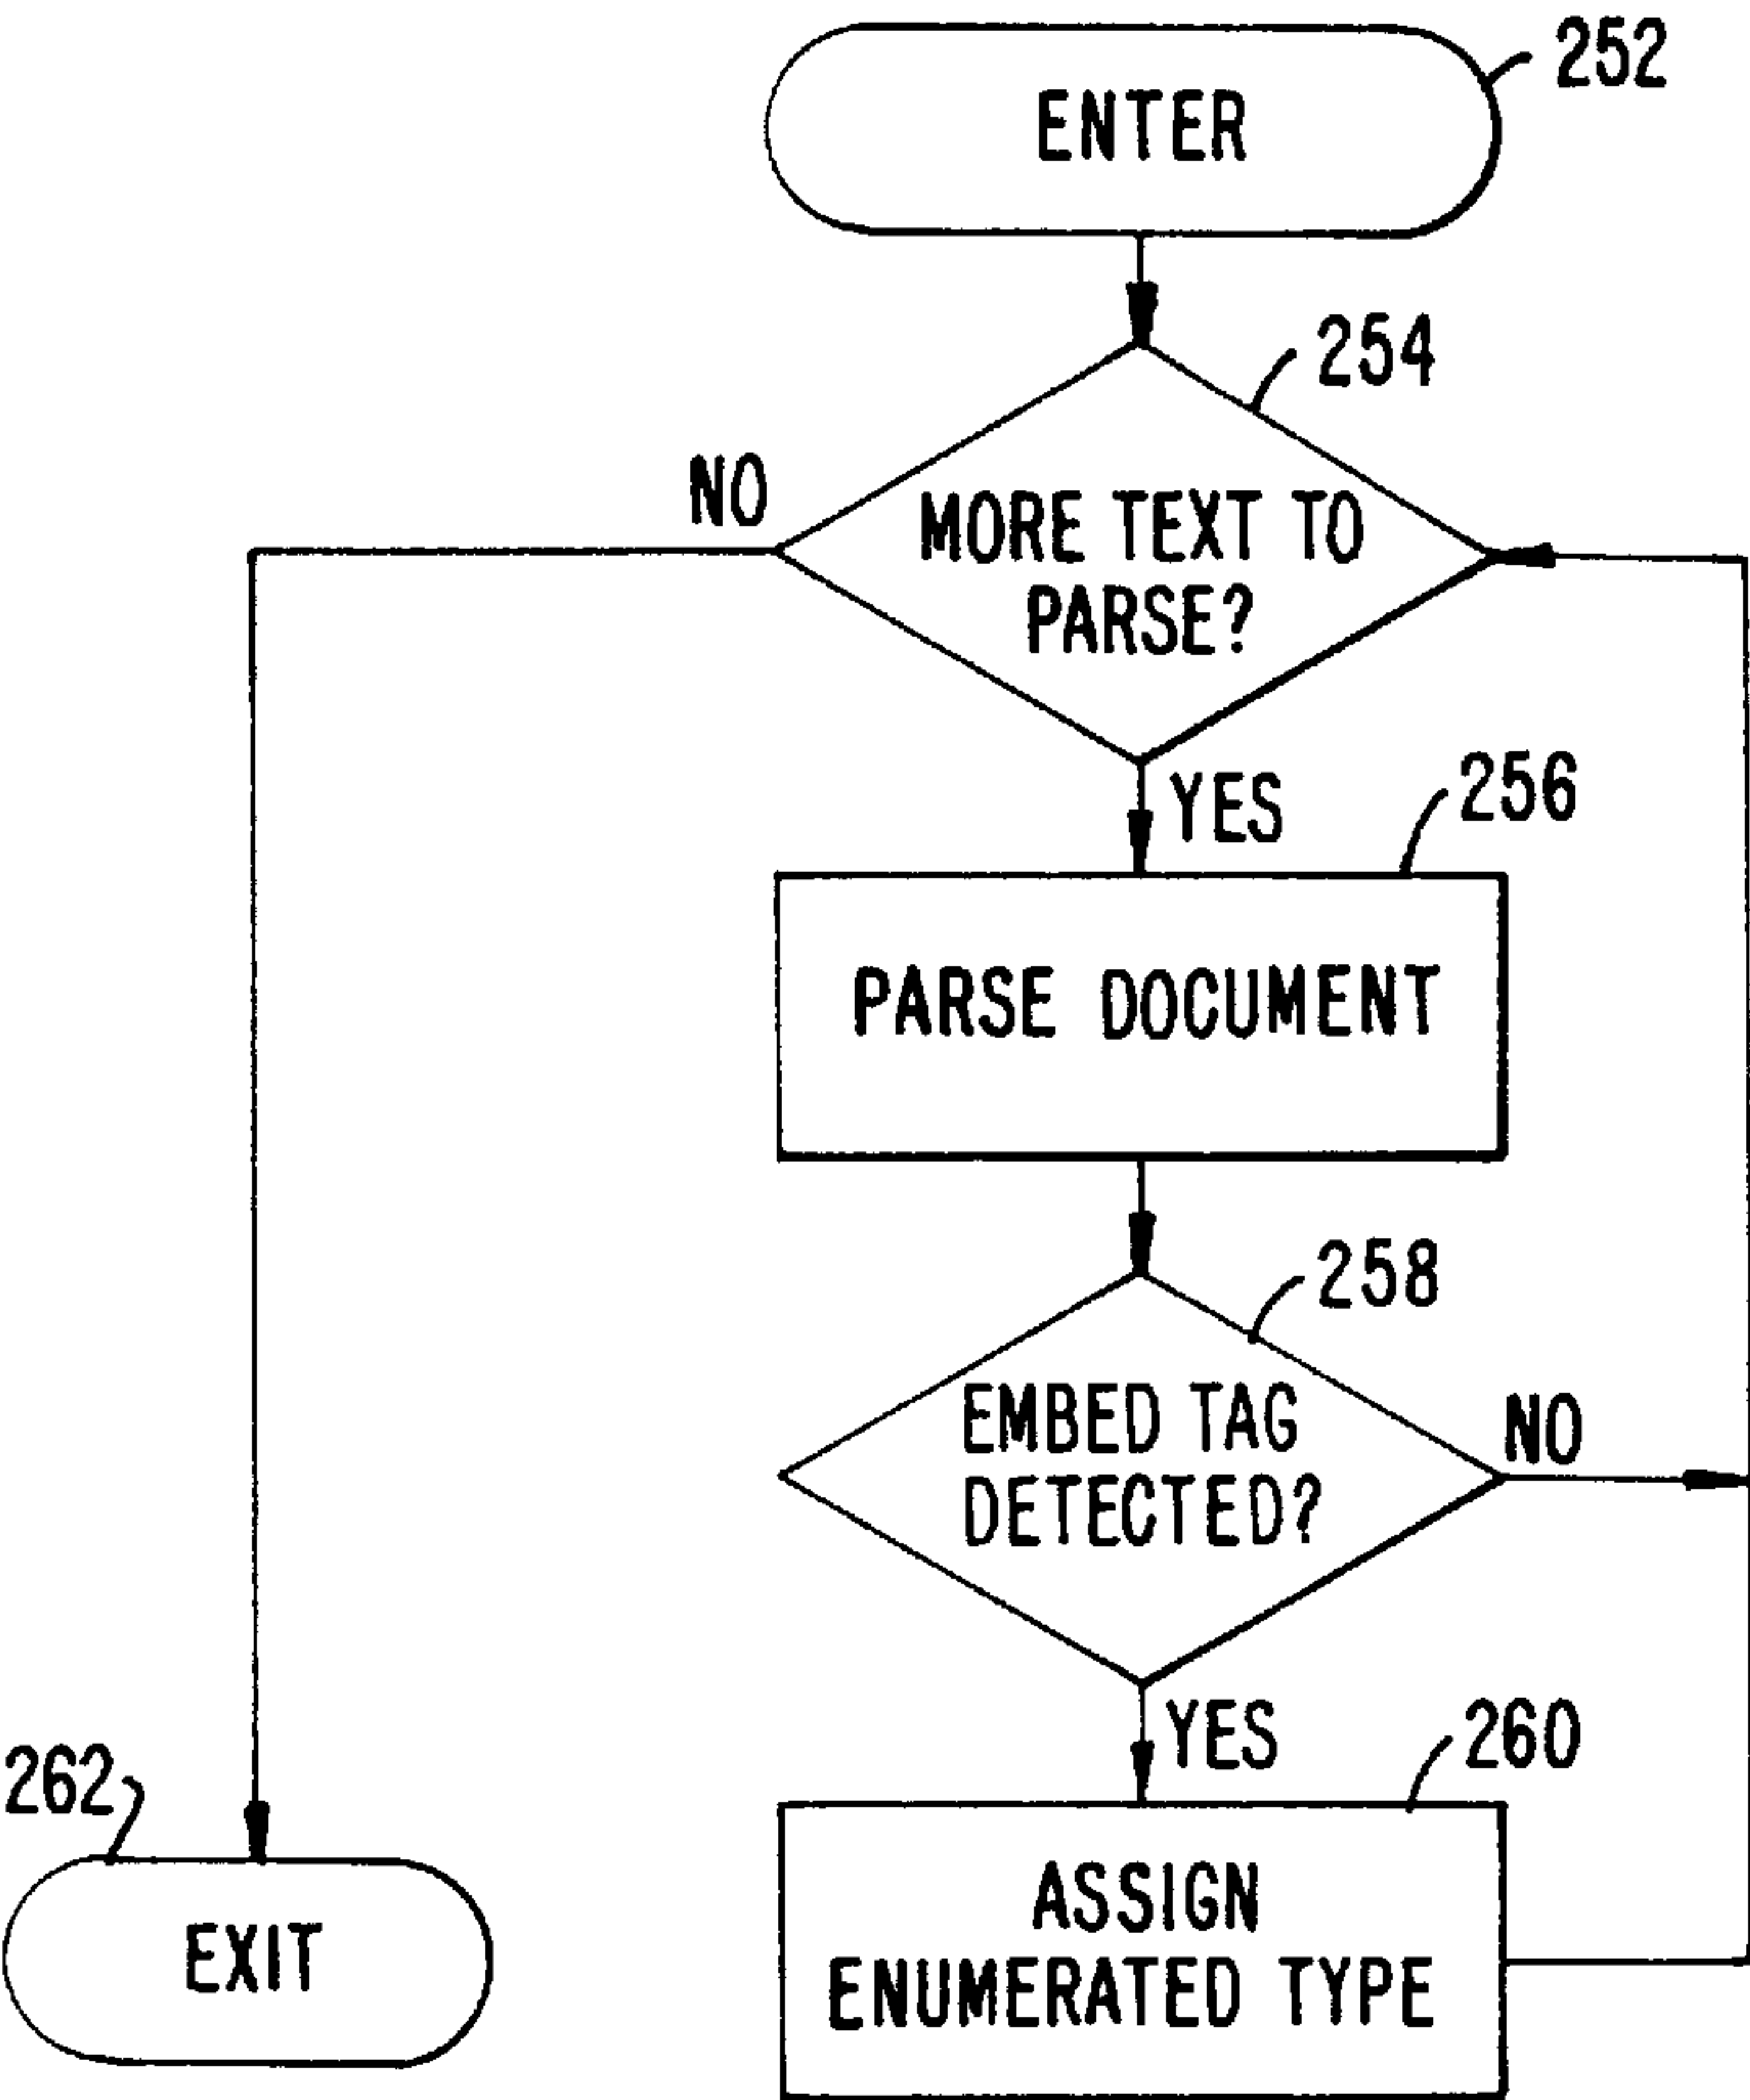 252
ENTER
254
NO
MORE TEXT TO
PARSE?
YES
256
PARSE DOCUMENT
258
EMBED TAG
DETECTED?
NO
YES
260
262
ASSIGN
ENUMERATED TYPE
EXIT